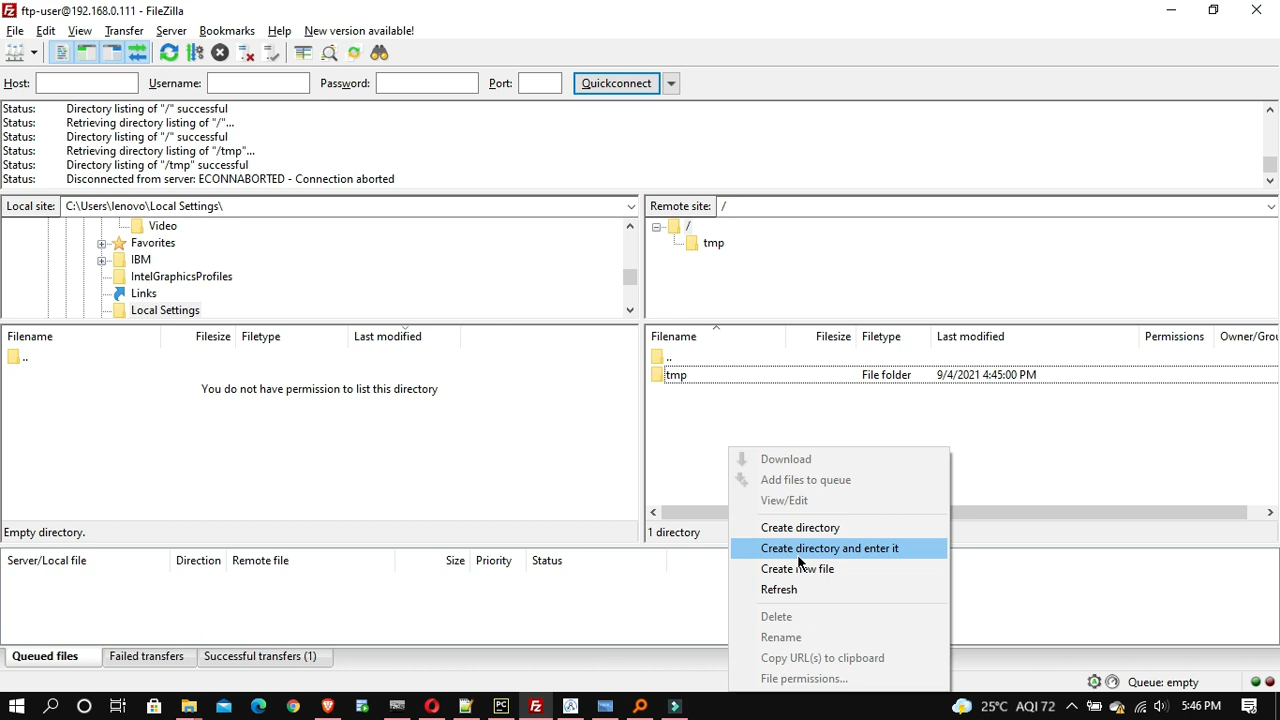 ftp-user@192.168.0.111 - FileZilla
File Edit View Transfer Server Bookmarks Help New version available!
Host: Username: Password: Port: Quickconnect
Status: Directory listing of "/" successful
Status: Retrieving directory listing of "/"...
Status: Directory listing of "/" successful
Status: Retrieving directory listing of "/tmp"...
Status: Directory listing of "/tmp" successful
Status: Disconnected from server: ECONNABORTED - Connection aborted
Local site: C:\Users\lenovo\Local Settings\
Remote site: /
Video
Favorites
IBM
IntelGraphicsProfiles
Links
Local Settings
/
tmp
Filename Filesize Filetype Last modified
..
You do not have permission to list this directory
Empty directory.
Filename Filesize Filetype Last modified Permissions Owner/Grou
..
tmp File folder 9/4/2021 4:45:00 PM
1 directory
Download
Add files to queue
View/Edit
Create directory
Create directory and enter it
Create new file
Refresh
Delete
Rename
Copy URL(s) to clipboard
File permissions...
Server/Local file Direction Remote file Size Priority Status
Queued files Failed transfers Successful transfers (1)
Queue: empty
25°C AQI 72 5:46 PM